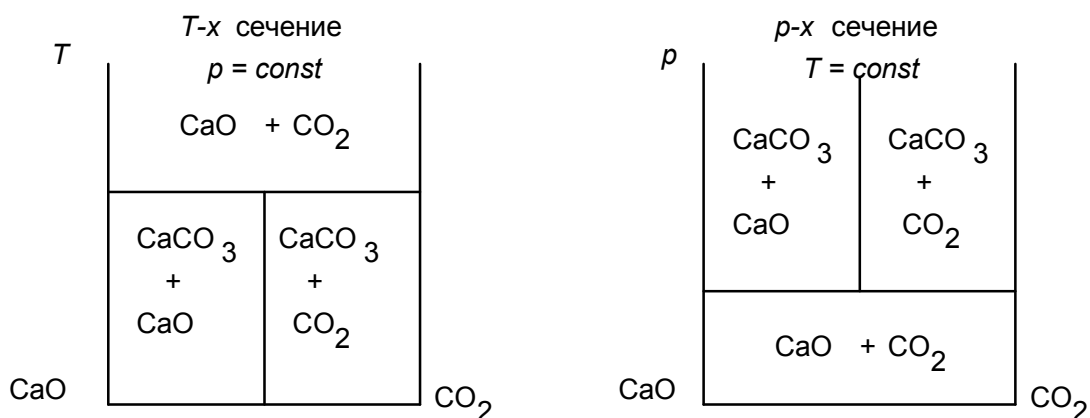 T-x сечение
p = const
T
CaO + CO2
CaCO3
+
CaO
CaCO3
+
CO2
CaO
CO2
p-x сечение
T = const
p
CaCO3
+
CaO
CaCO3
+
CO2
CaO + CO2
CaO
CO2